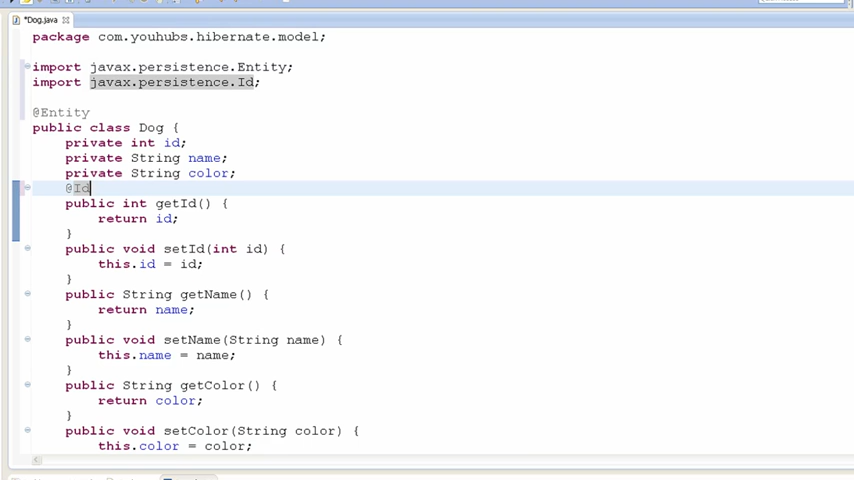 *Dog.java
package com.youhubs.hibernate.model;
import javax.persistence.Entity;
import javax.persistence.Id;
@Entity
public class Dog {
private int id;
private String name;
private String color;
@Id
public int getId() {
return id;
}
public void setId(int id) {
this.id = id;
}
public String getName() {
return name;
}
public void setName(String name) {
this.name = name;
}
public String getColor() {
return color;
}
public void setColor(String color) {
this.color = color;